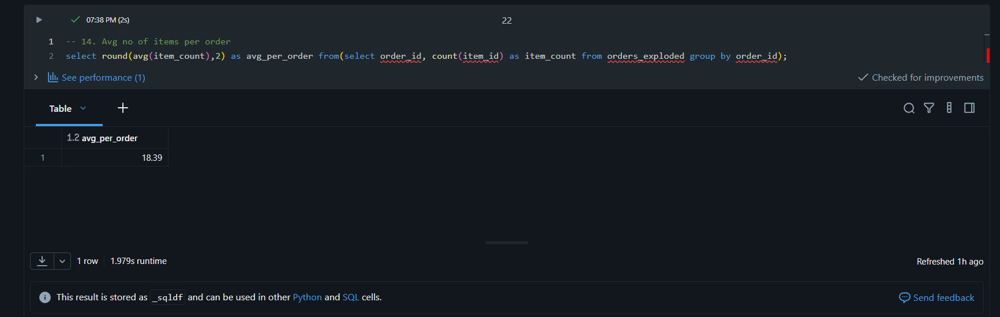 07:38 PM (2s)
22
1 -- 14. Avg no of items per order
2 select round(avg(item_count),2) as avg_per_order from(select order_id, count(item_id) as item_count from orders_exploded group by order_id);
See performance (1)
Checked for improvements
Table
1.2 avg_per_order
1 18.39
1 row 1.979s runtime
Refreshed 1h ago
This result is stored as _sqldf and can be used in other Python and SQL cells.
Send feedback